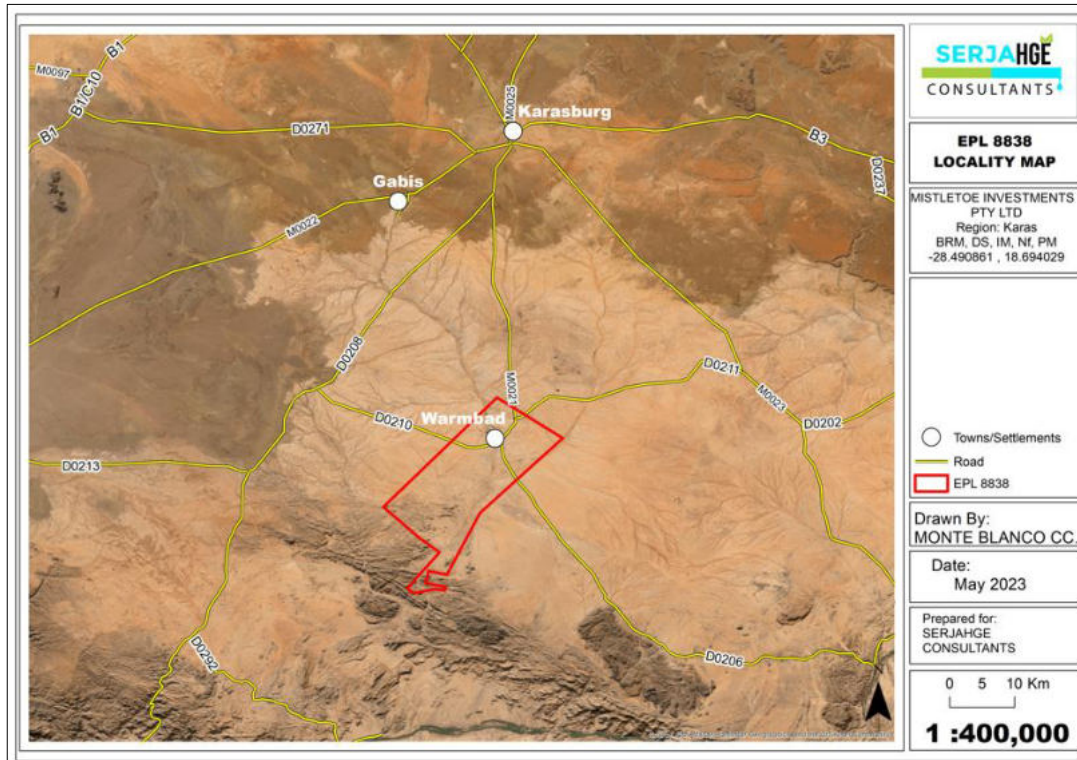 B1
M0097
B1/C10
B1
D0271
M0025
Karasburg
B3
D0237
Gabis
M0022
D0208
M0021
D0211
M0023
D0202
D0210
Warmbad
D0213
D0292
D0206
SERJAHGE
CONSULTANTS
EPL 8838
LOCALITY MAP
MISTLETOE INVESTMENTS
PTY LTD
Region: Karas
BRM, DS, IM, Nf, PM
-28.490861 , 18.694029
Towns/Settlements
Road
EPL 8838
Drawn By:
MONTE BLANCO CC.
Date:
May 2023
Prepared for:
SERJAHGE
CONSULTANTS
0 5 10 Km
1 :400,000